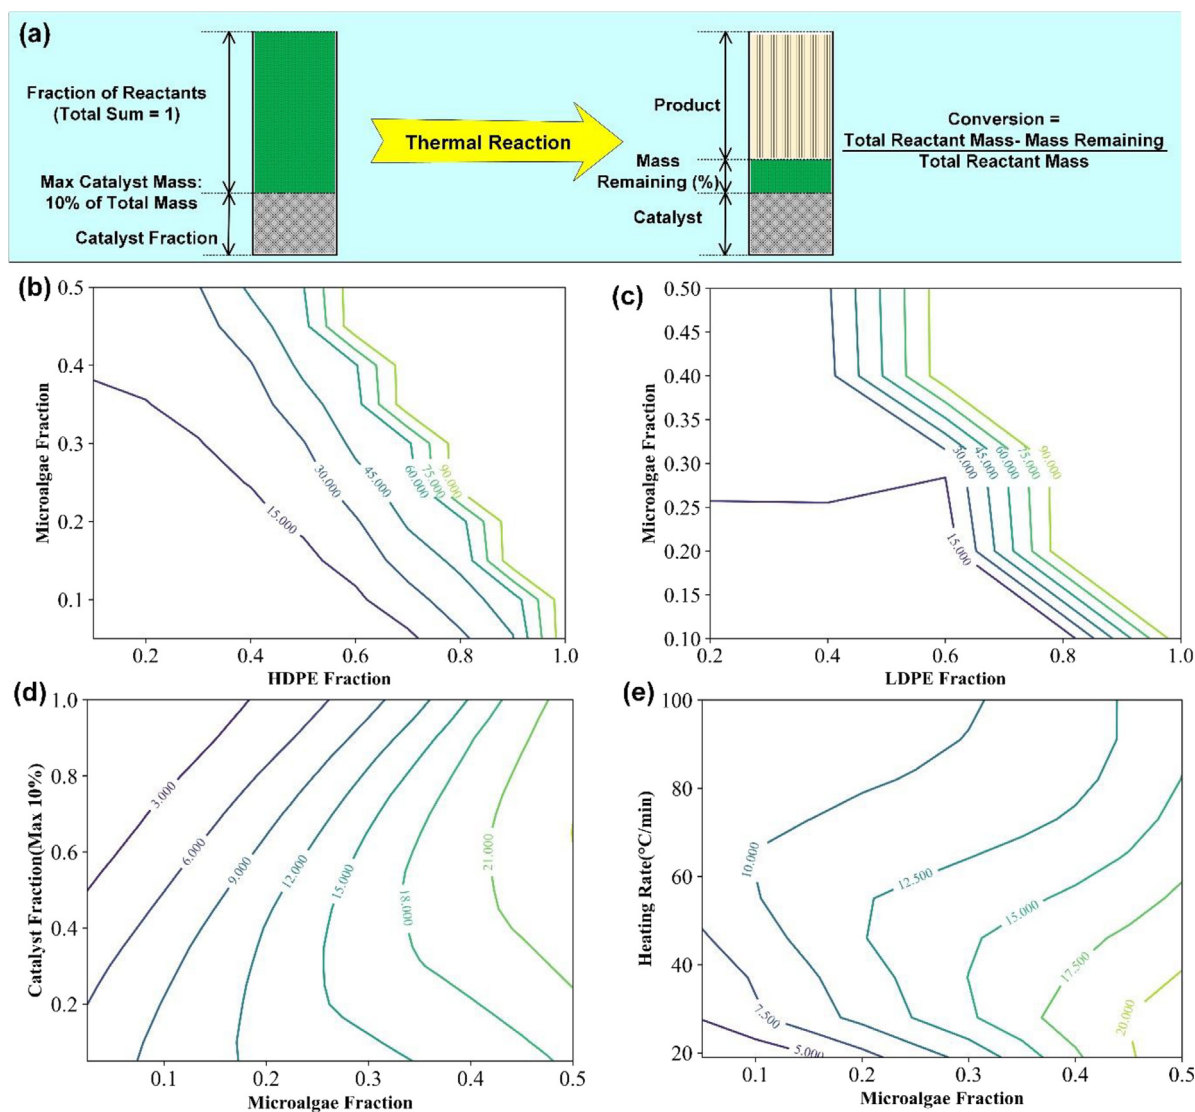 (a)
Fraction of Reactants
(Total Sum = 1)
Max Catalyst Mass:
10% of Total Mass
Catalyst Fraction
Thermal Reaction
Product
Mass
Remaining (%)
Catalyst
Conversion =
Total Reactant Mass- Mass Remaining
Total Reactant Mass
(b)
Microalgae Fraction
0.5
0.4
0.3
0.2
0.1
15.000
30.000
45.000
60.000
75.000
90.000
0.2
0.4
0.6
0.8
1.0
HDPE Fraction
(c)
Microalgae Fraction
0.50
0.45
0.40
0.35
0.30
0.25
0.20
0.15
0.10
15.000
30.000
45.000
60.000
75.000
90.000
0.2
0.4
0.6
0.8
1.0
LDPE Fraction
(d)
Catalyst Fraction(Max 10%)
1.0
0.8
0.6
0.4
0.2
3.000
6.000
9.000
12.000
15.000
18.000
21.000
0.1
0.2
0.3
0.4
0.5
Microalgae Fraction
(e)
Heating Rate(°C/min)
100
80
60
40
20
10.000
12.500
15.000
17.500
20.000
7.500
5.000
0.1
0.2
0.3
0.4
0.5
Microalgae Fraction